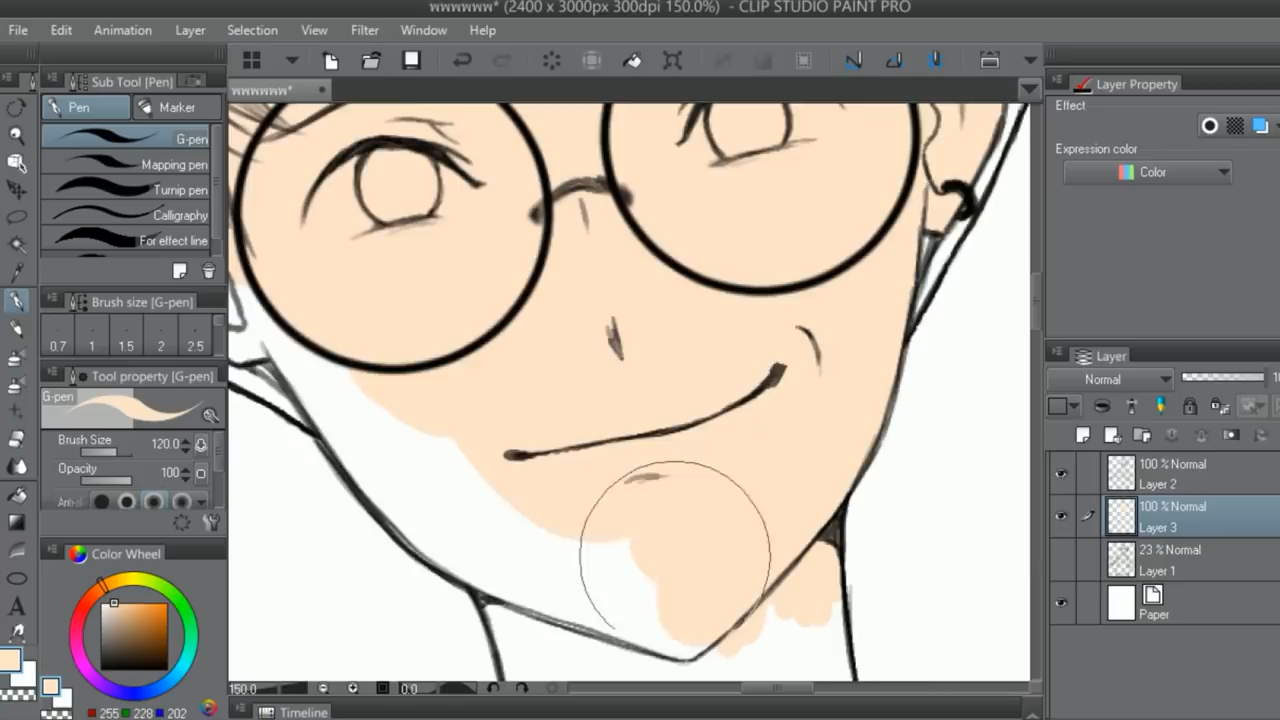 wwwwww* (2400 x 3000px 300dpi 150.0%) - CLIP STUDIO PAINT PRO
File Edit Animation Layer Selection View Filter Window Help
Sub Tool [Pen]
wwwwww*
Layer Property
Pen Marker
Effect
G-pen
Expression color
Mapping pen
Color
Turnip pen
Calligraphy
For effect line
Brush size [G-pen]
0.7 1 1.5 2 2.5
Layer
Tool property [G-pen]
Normal
G-pen
Brush Size 120.0
Opacity 100
100 % Normal
Layer 2
100 % Normal
Layer 3
23 % Normal
Layer 1
Color Wheel
Paper
150.0 0.0
255 228 202
Timeline